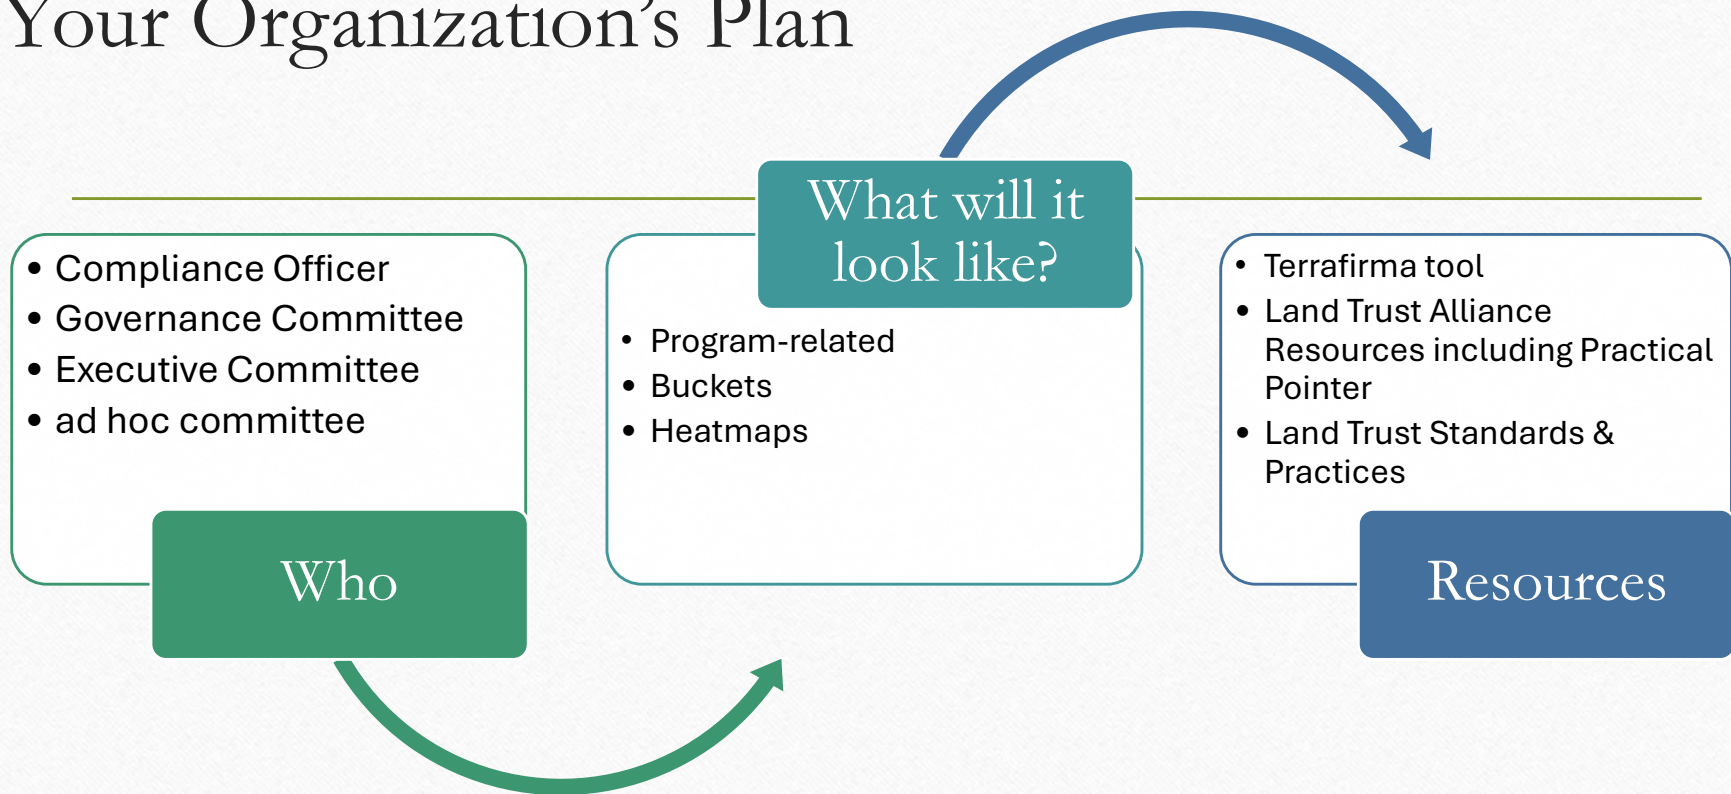 Your Organization’s Plan
• Compliance Officer
• Governance Committee
• Executive Committee
• ad hoc committee
Who
What will it
look like?
• Program-related
• Buckets
• Heatmaps
• Terrafirma tool
• Land Trust Alliance
Resources including Practical
Pointer
• Land Trust Standards &
Practices
Resources